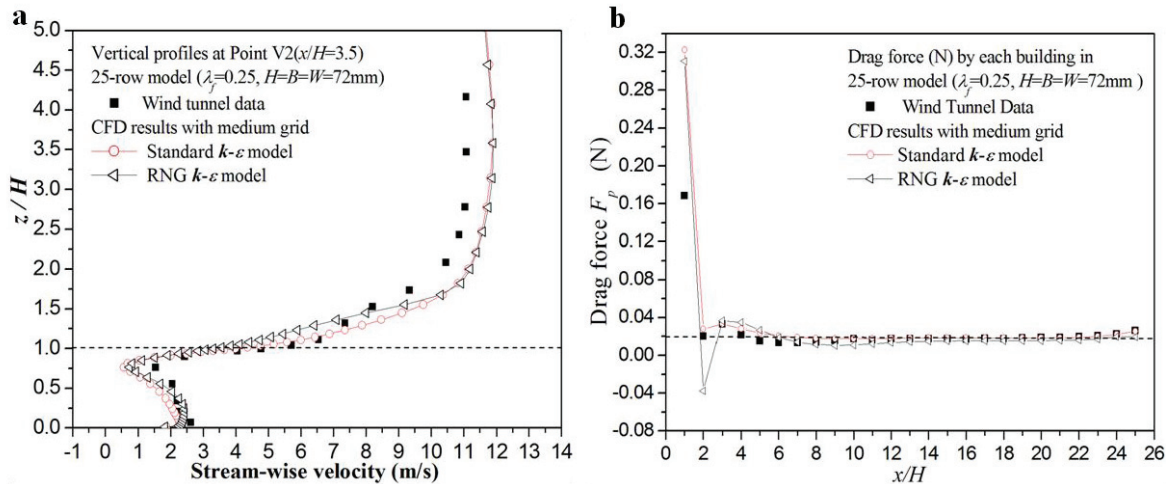 a
Vertical profiles at Point V2(x/H=3.5)
25-row model (λf=0.25, H=B=W=72mm)
Wind tunnel data
CFD results with medium grid
Standard k-ε model
RNG k-ε model
z / H
5.0
4.5
4.0
3.5
3.0
2.5
2.0
1.5
1.0
0.5
0.0
-1 0 1 2 3 4 5 6 7 8 9 10 11 12 13 14
Stream-wise velocity (m/s)
b
Drag force (N) by each building in
25-row model (λf=0.25, H=B=W=72mm )
Wind Tunnel Data
CFD results with medium grid
Standard k-ε model
RNG k-ε model
Drag force Fp (N)
0.32
0.28
0.24
0.20
0.16
0.12
0.08
0.04
0.00
-0.04
-0.08
0 2 4 6 8 10 12 14 16 18 20 22 24 26
x/H